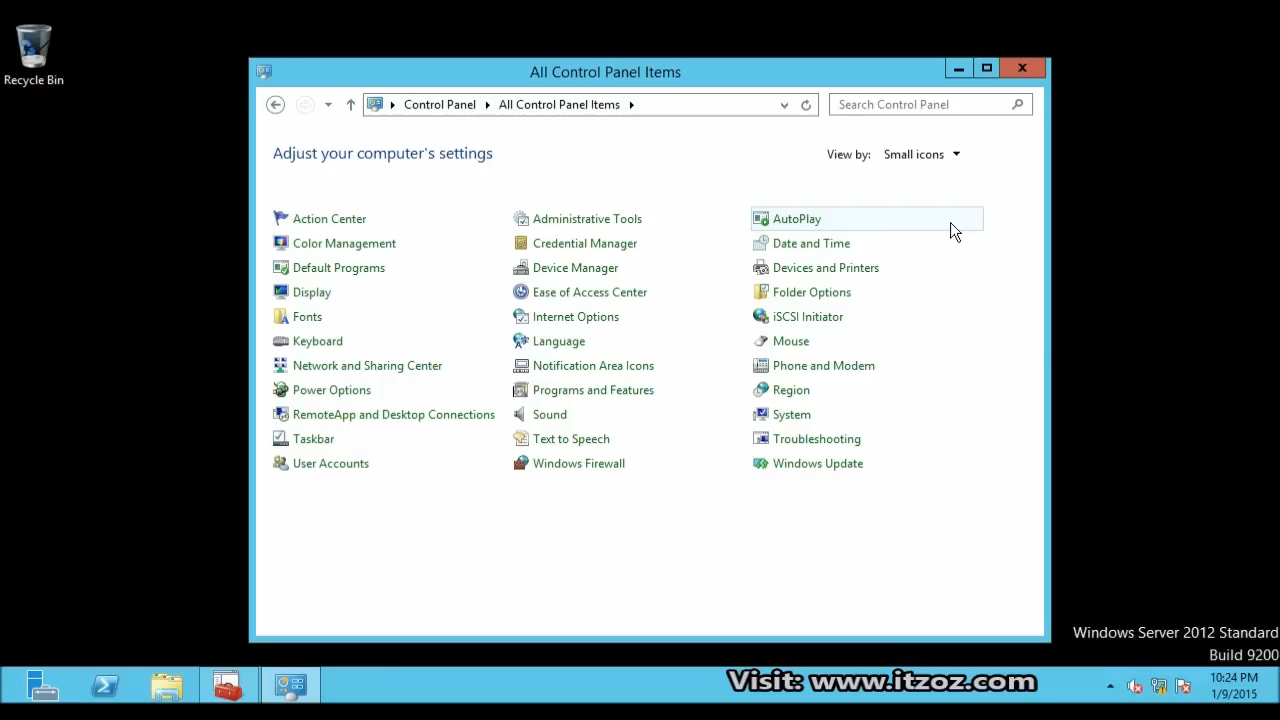 Recycle Bin
All Control Panel Items
Control Panel All Control Panel Items
Search Control Panel
Adjust your computer's settings
View by: Small icons
Action Center Administrative Tools AutoPlay
Color Management Credential Manager Date and Time
Default Programs Device Manager Devices and Printers
Display Ease of Access Center Folder Options
Fonts Internet Options iSCSI Initiator
Keyboard Language Mouse
Network and Sharing Center Notification Area Icons Phone and Modem
Power Options Programs and Features Region
RemoteApp and Desktop Connections Sound System
Taskbar Text to Speech Troubleshooting
User Accounts Windows Firewall Windows Update
Windows Server 2012 Standard
Build 9200
Visit: www.itzoz.com
10:24 PM
1/9/2015